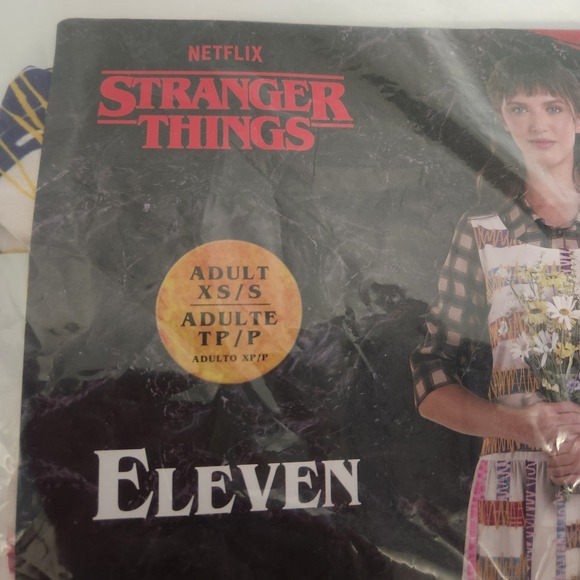 NETFLIX
STRANGER
THINGS
ADULT
XS/S
ADULTE
TP/P
ADULTO XP/P
ELEVEN